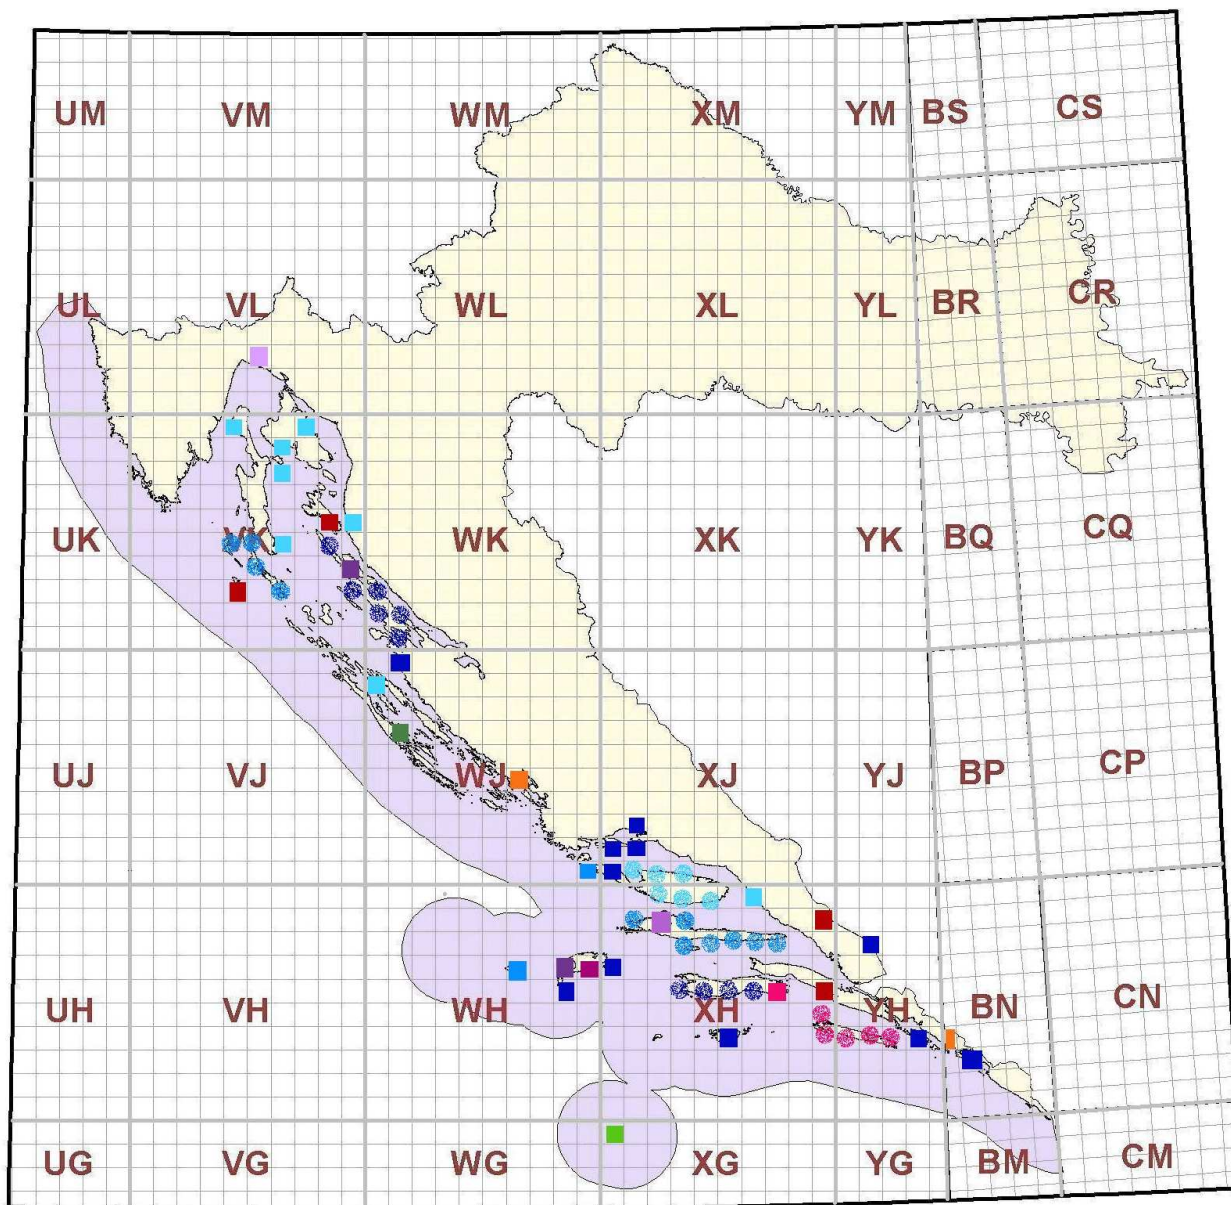 UM VM WM XM YM BS CS
UL VL WL XL YL BR CR
UK VK WK XK YK BQ CQ
UJ VJ WJ XJ YJ BP CP
UH VH WH XH YH BN CN
UG VG WG XG YG BM CM